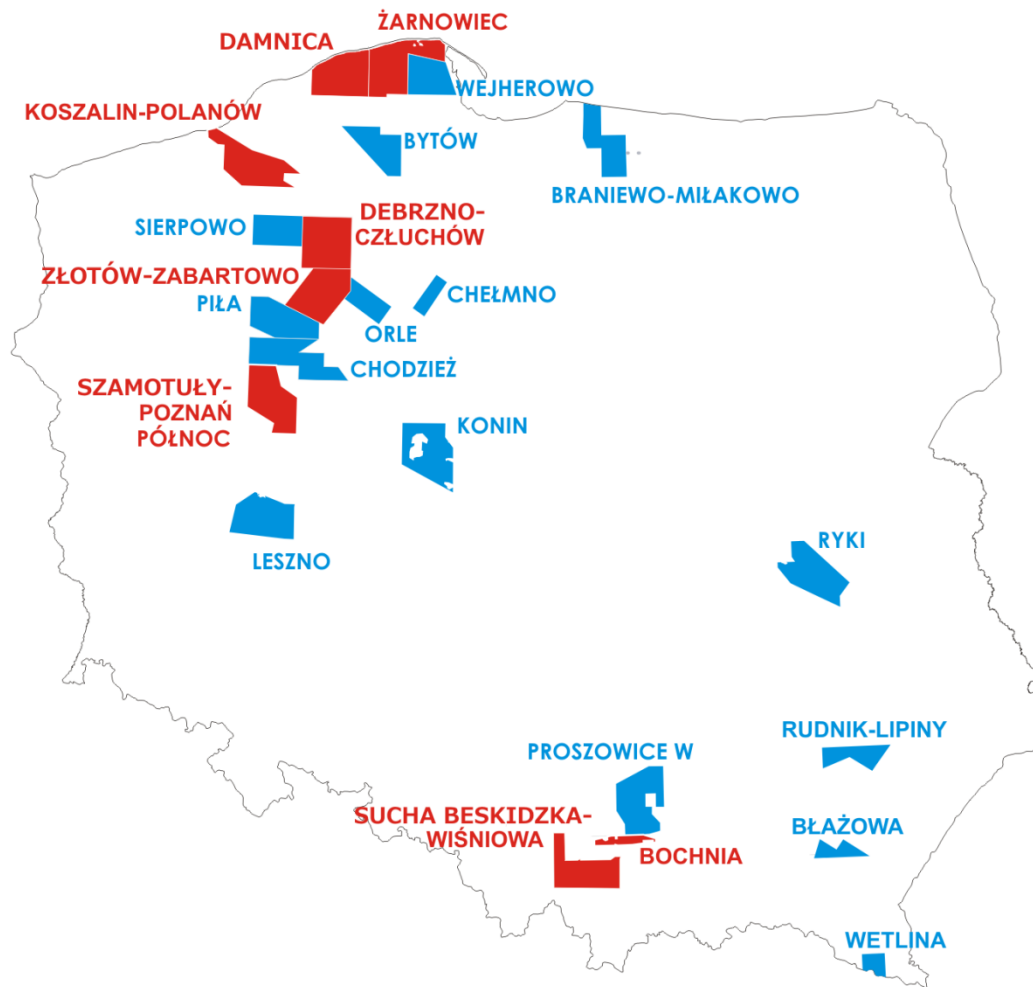 ŻARNOWIEC
DAMNICA
WEJHEROWO
KOSZALIN-POLANÓW
BYTÓW
BRANIEWO-MIŁAKOWO
SIERPOWO
DEBRZNO-
CZŁUCHÓW
ZŁOTÓW-ZABARTOWO
PIŁA
CHEŁMNO
ORLE
CHODZIEŻ
SZAMOTUŁY-
POZNAŃ
PÓŁNOC
KONIN
LESZNO
RYKI
RUDNIK-LIPINY
PROSZOWICE W
SUCHA BESKIDZKA-
WIŚNIOWA
BŁAŻOWA
BOCHNIA
WETLINA